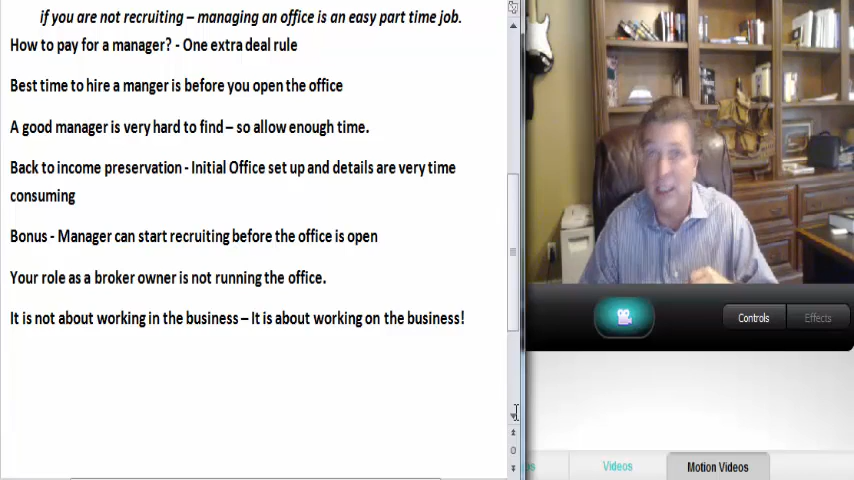 if you are not recruiting – managing an office is an easy part time job.
How to pay for a manager? - One extra deal rule
Best time to hire a manger is before you open the office
A good manager is very hard to find – so allow enough time.
Back to income preservation - Initial Office set up and details are very time
consuming
Bonus - Manager can start recruiting before the office is open
Your role as a broker owner is not running the office.
It is not about working in the business – It is about working on the business!
Controls
Effects
Videos
Motion Videos